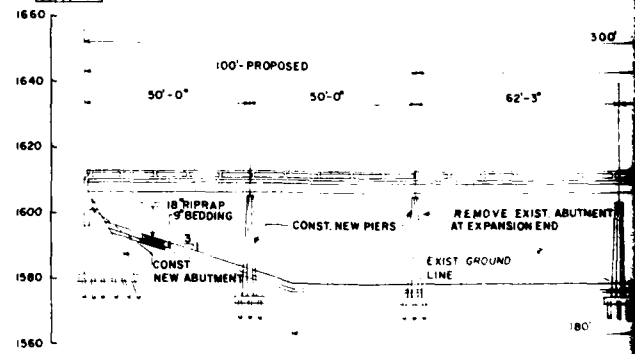 1660
300'
100'-PROPOSED
1640
50'-0"
50'-0"
62'-3"
1620
18" RIPRAP
9" BEDDING
1600
CONST. NEW PIERS
REMOVE EXIST. ABUTMENT
AT EXPANSION END
3
1
CONST
NEW ABUTMENT
EXIST GROUND
LINE
1580
180'
1560